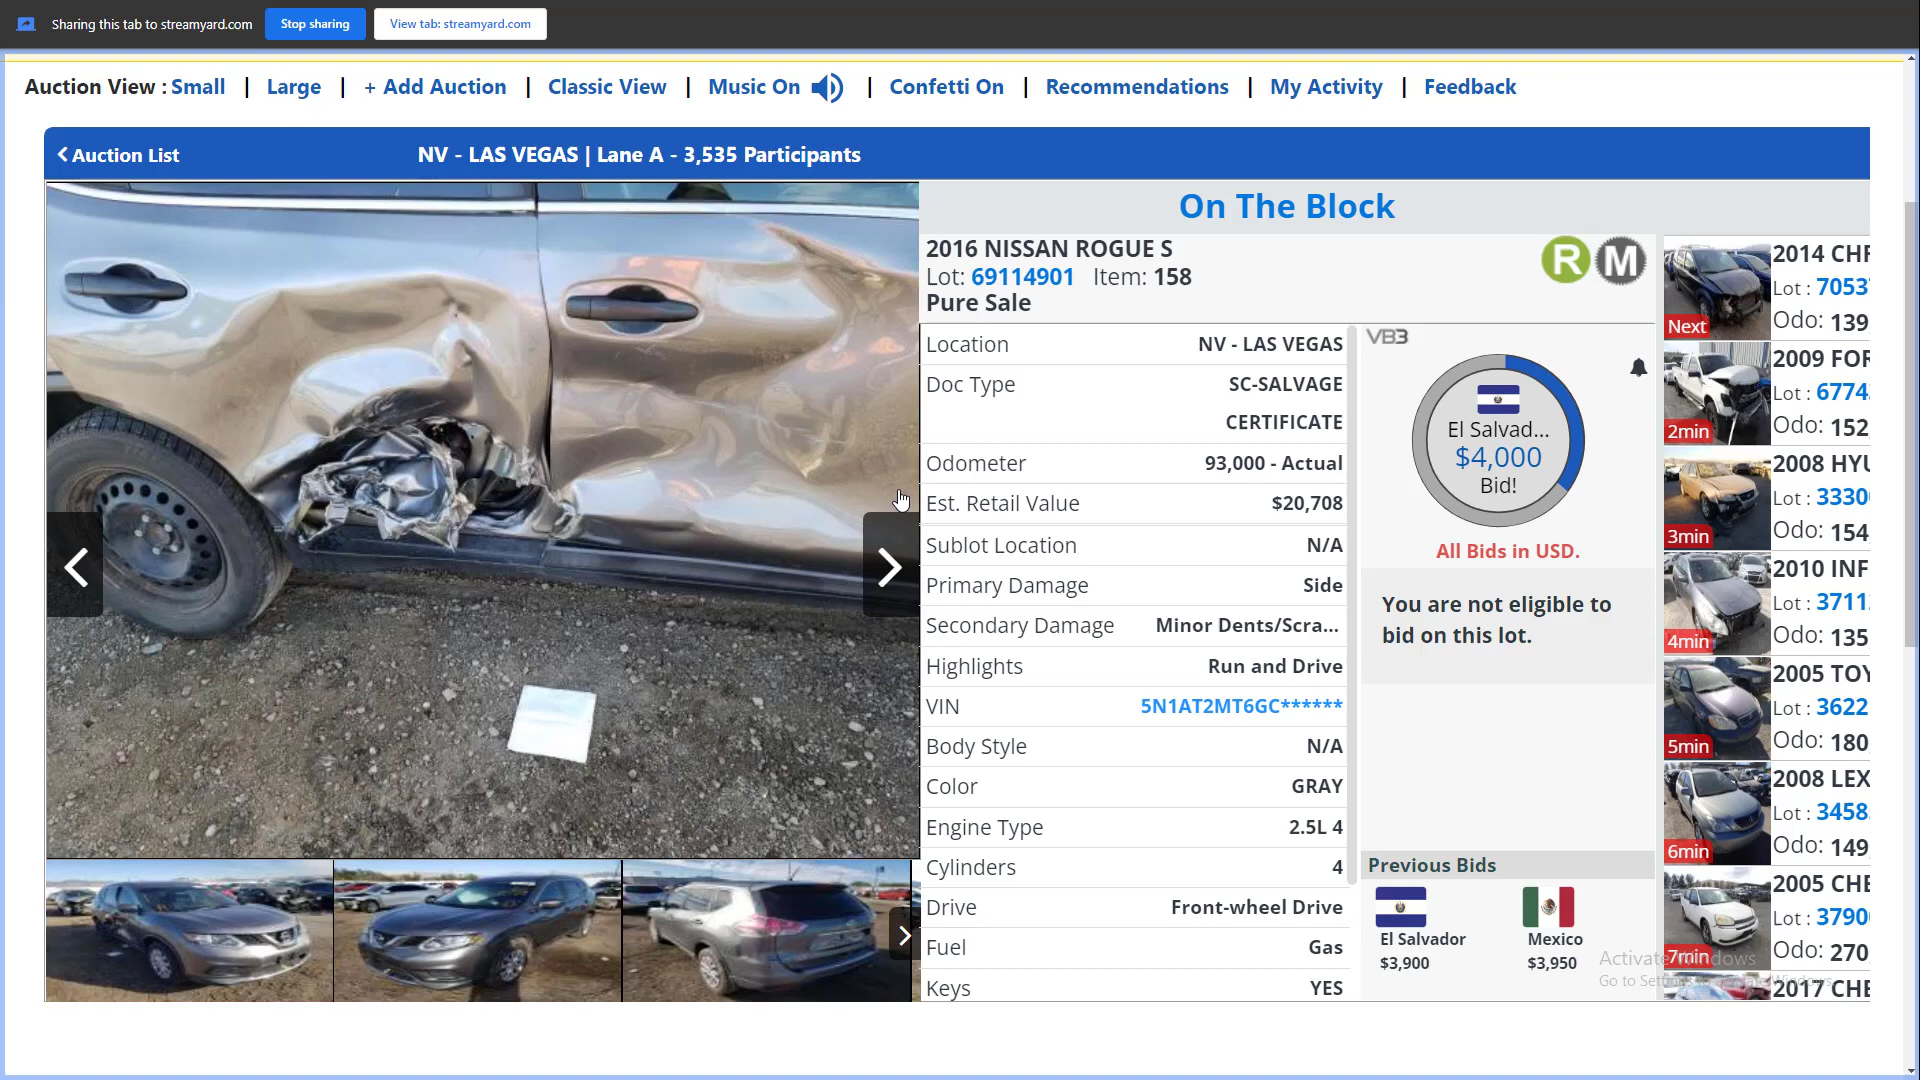 Sharing this tab to streamyard.com
Stop sharing
View tab: streamyard.com
Auction View : Small | Large | + Add Auction | Classic View | Music On | Confetti On | Recommendations | My Activity | Feedback
Auction List
NV - LAS VEGAS | Lane A - 3,535 Participants
On The Block
2016 NISSAN ROGUE S
Lot: 69114901 Item: 158
Pure Sale
R M
Location NV - LAS VEGAS
Doc Type SC-SALVAGE
CERTIFICATE
Odometer 93,000 - Actual
Est. Retail Value $20,708
Sublot Location N/A
Primary Damage Side
Secondary Damage Minor Dents/Scra...
Highlights Run and Drive
VIN 5N1AT2MT6GC******
Body Style N/A
Color GRAY
Engine Type 2.5L 4
Cylinders 4
Drive Front-wheel Drive
Fuel Gas
Keys YES
VB3
El Salvad...
$4,000
Bid!
All Bids in USD.
You are not eligible to
bid on this lot.
Previous Bids
El Salvador
$3,900
Mexico
$3,950
2014 CHR
Lot : 7053
Odo: 139
Next
2009 FOR
Lot : 6774
Odo: 152
2min
2008 HYU
Lot : 3330
Odo: 154
3min
2010 INF
Lot : 3711
Odo: 135
4min
2005 TOY
Lot : 3622
Odo: 180
5min
2008 LEX
Lot : 3458
Odo: 149
6min
2005 CHE
Lot : 3790
Odo: 270
7min
2017 CHE
Activate Windows
Go to Settings to activate Windows.